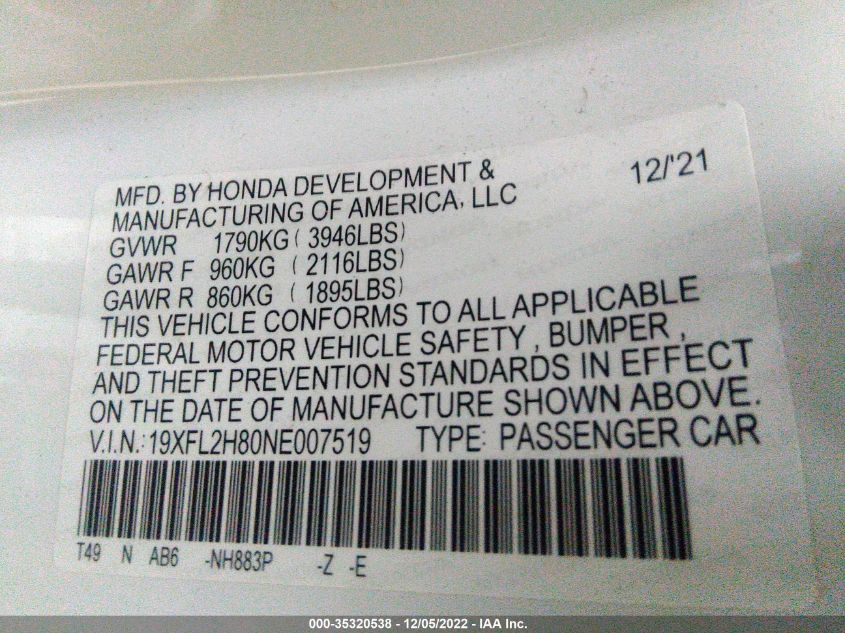 MFD. BY HONDA DEVELOPMENT & 12/'21
MANUFACTURING OF AMERICA, LLC
GVWR 1790KG ( 3946LBS)
GAWR F 960KG ( 2116LBS)
GAWR R 860KG ( 1895LBS)
THIS VEHICLE CONFORMS TO ALL APPLICABLE
FEDERAL MOTOR VEHICLE SAFETY , BUMPER ,
AND THEFT PREVENTION STANDARDS IN EFFECT
ON THE DATE OF MANUFACTURE SHOWN ABOVE.
V.I.N.:19XFL2H80NE007519 TYPE: PASSENGER CAR
T49 N AB6 -NH883P -Z -E
000-35320538 - 12/05/2022 - IAA Inc.